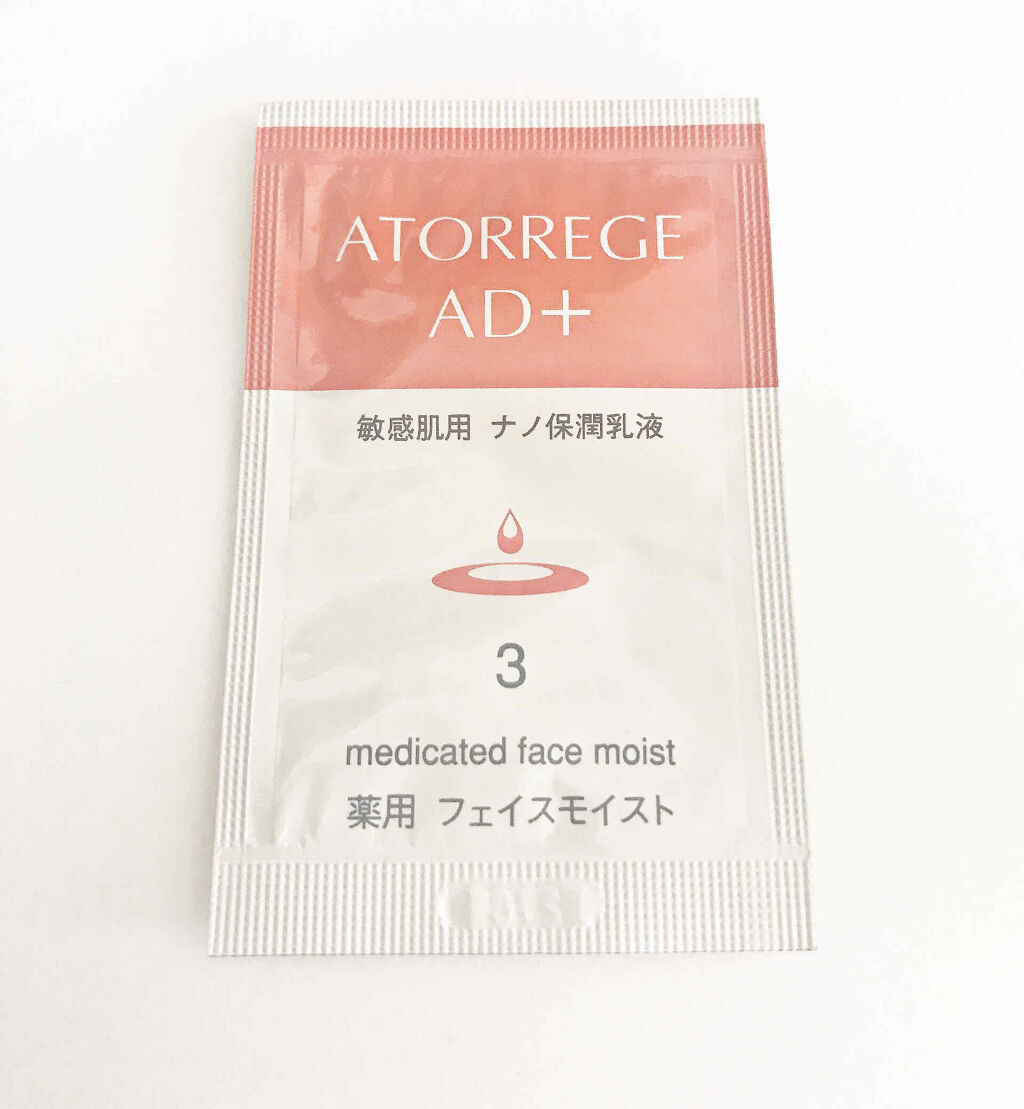 ATORREGE
AD+
敏感肌用 ナノ保潤乳液
3
medicated face moist
薬用 フェイスモイスト